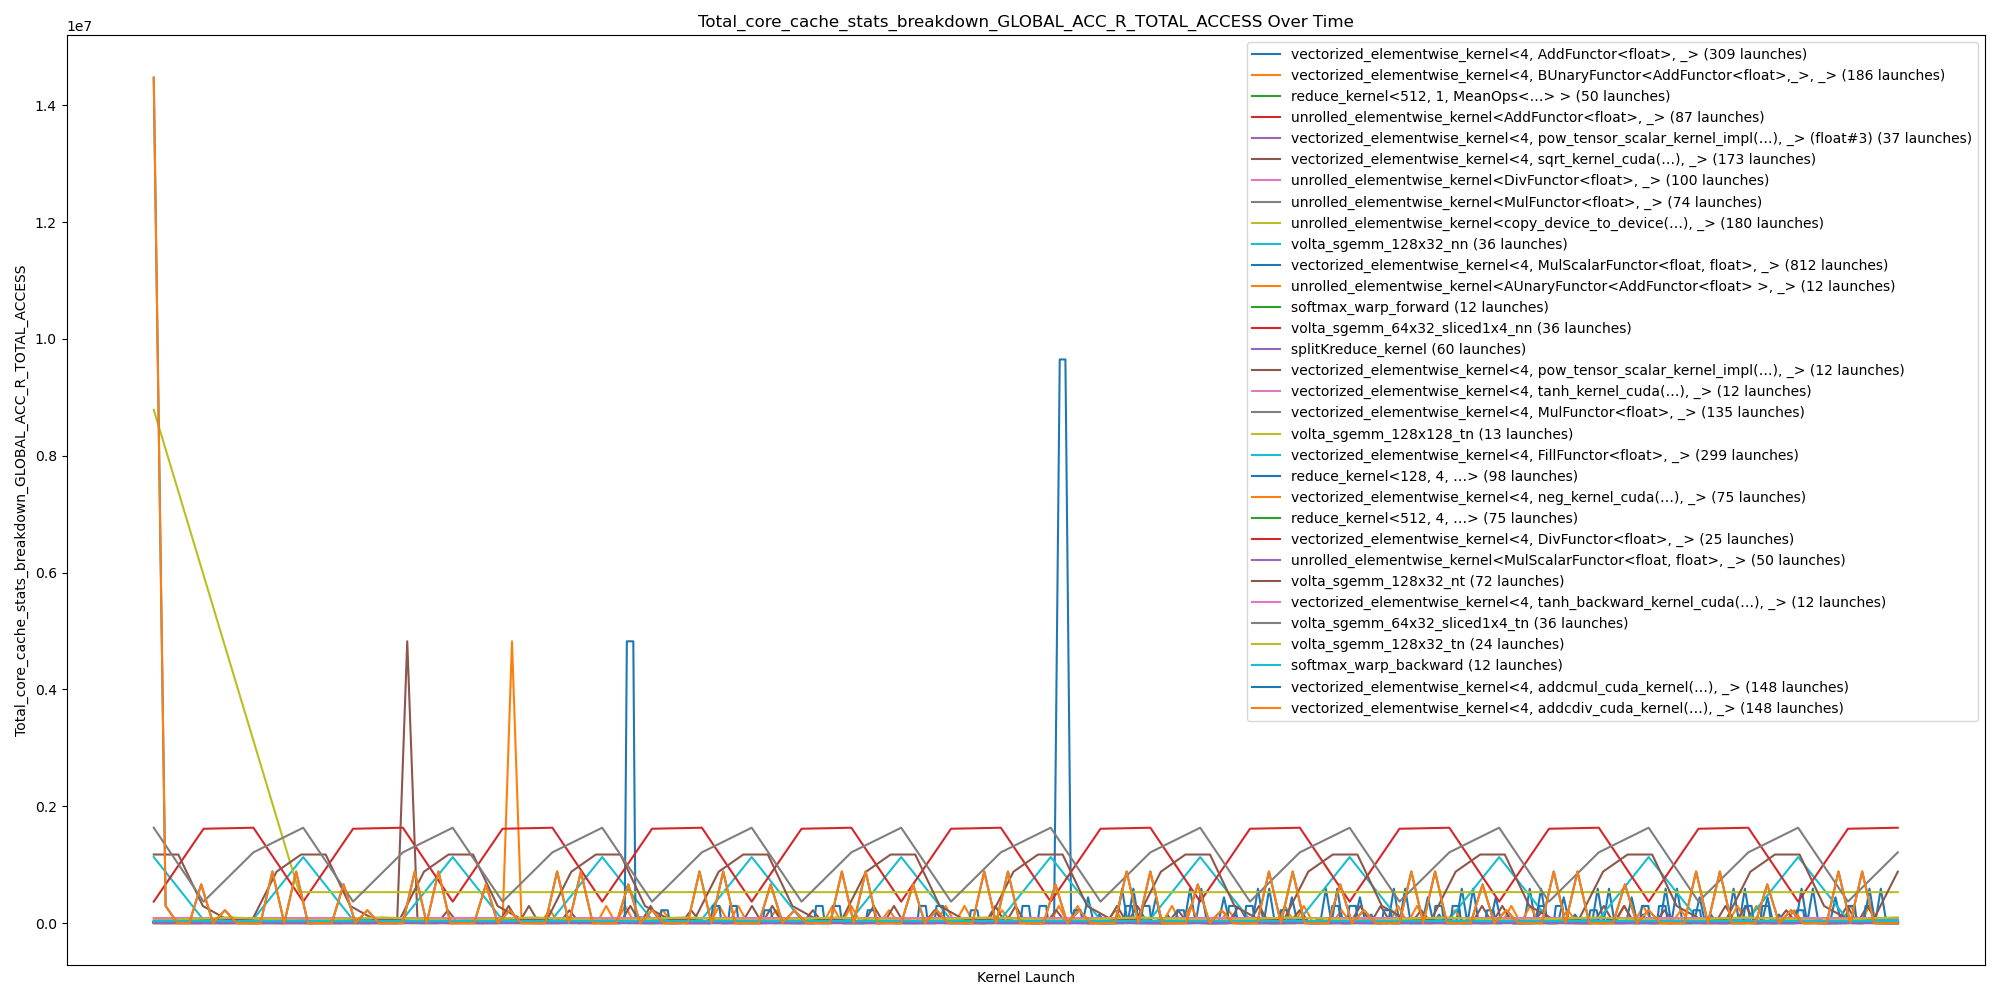 Total_core_cache_stats_breakdown_GLOBAL_ACC_R_TOTAL_ACCESS Over Time
1e7
Total_core_cache_stats_breakdown_GLOBAL_ACC_R_TOTAL_ACCESS
1.4
1.2
1.0
0.8
0.6
0.4
0.2
0.0
Kernel Launch
vectorized_elementwise_kernel<4, AddFunctor<float>, _> (309 launches)
vectorized_elementwise_kernel<4, BUnaryFunctor<AddFunctor<float>,_>, _> (186 launches)
reduce_kernel<512, 1, MeanOps<...> > (50 launches)
unrolled_elementwise_kernel<AddFunctor<float>, _> (87 launches)
vectorized_elementwise_kernel<4, pow_tensor_scalar_kernel_impl(...), _> (float#3) (37 launches)
vectorized_elementwise_kernel<4, sqrt_kernel_cuda(...), _> (173 launches)
unrolled_elementwise_kernel<DivFunctor<float>, _> (100 launches)
unrolled_elementwise_kernel<MulFunctor<float>, _> (74 launches)
unrolled_elementwise_kernel<copy_device_to_device(...), _> (180 launches)
volta_sgemm_128x32_nn (36 launches)
vectorized_elementwise_kernel<4, MulScalarFunctor<float, float>, _> (812 launches)
unrolled_elementwise_kernel<AUnaryFunctor<AddFunctor<float> >, _> (12 launches)
softmax_warp_forward (12 launches)
volta_sgemm_64x32_sliced1x4_nn (36 launches)
splitKreduce_kernel (60 launches)
vectorized_elementwise_kernel<4, pow_tensor_scalar_kernel_impl(...), _> (12 launches)
vectorized_elementwise_kernel<4, tanh_kernel_cuda(...), _> (12 launches)
vectorized_elementwise_kernel<4, MulFunctor<float>, _> (135 launches)
volta_sgemm_128x128_tn (13 launches)
vectorized_elementwise_kernel<4, FillFunctor<float>, _> (299 launches)
reduce_kernel<128, 4, ...> (98 launches)
vectorized_elementwise_kernel<4, neg_kernel_cuda(...), _> (75 launches)
reduce_kernel<512, 4, ...> (75 launches)
vectorized_elementwise_kernel<4, DivFunctor<float>, _> (25 launches)
unrolled_elementwise_kernel<MulScalarFunctor<float, float>, _> (50 launches)
volta_sgemm_128x32_nt (72 launches)
vectorized_elementwise_kernel<4, tanh_backward_kernel_cuda(...), _> (12 launches)
volta_sgemm_64x32_sliced1x4_tn (36 launches)
volta_sgemm_128x32_tn (24 launches)
softmax_warp_backward (12 launches)
vectorized_elementwise_kernel<4, addcmul_cuda_kernel(...), _> (148 launches)
vectorized_elementwise_kernel<4, addcdiv_cuda_kernel(...), _> (148 launches)